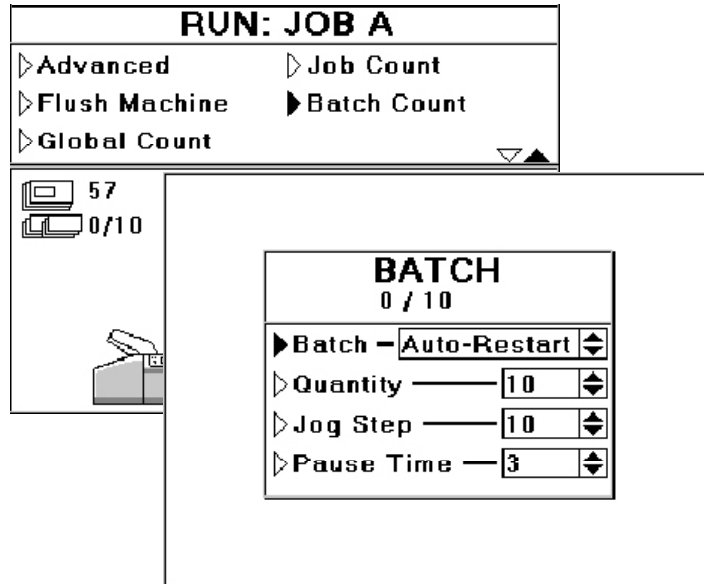 RUN: JOB A
Advanced
Job Count
Flush Machine
Batch Count
Global Count
57
0/10
BATCH
0 / 10
Batch Auto-Restart
Quantity 10
Jog Step 10
Pause Time 3